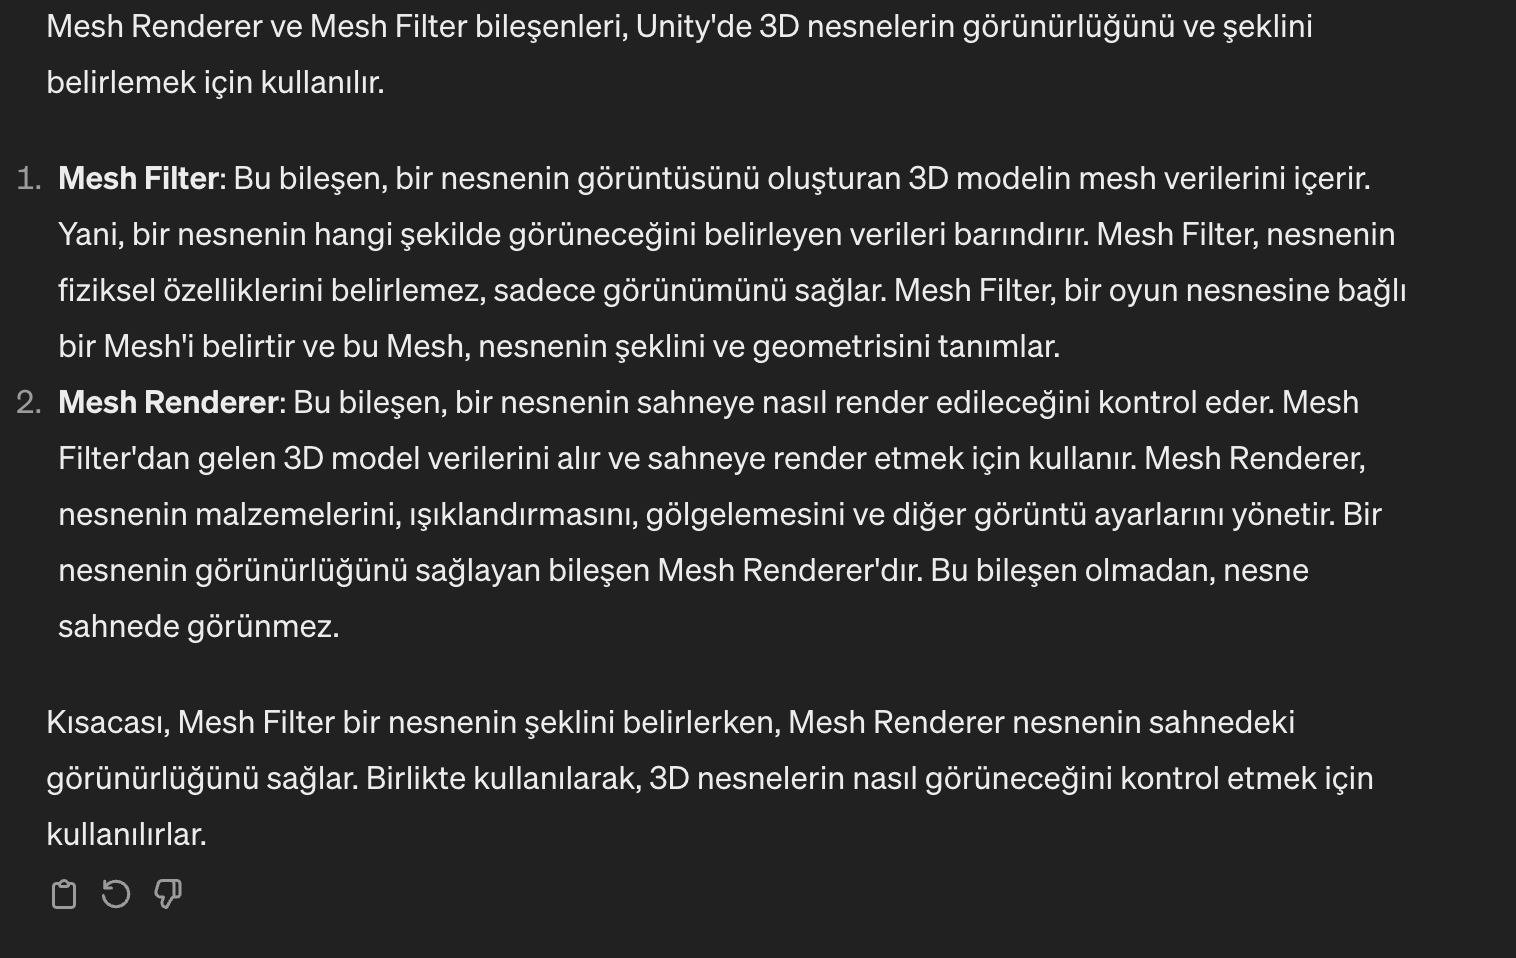 Mesh Renderer ve Mesh Filter bileşenleri, Unity'de 3D nesnelerin görünürlüğünü ve şeklini
belirlemek için kullanılır.
1. Mesh Filter: Bu bileşen, bir nesnenin görüntüsünü oluşturan 3D modelin mesh verilerini içerir.
Yani, bir nesnenin hangi şekilde görüneceğini belirleyen verileri barındırır. Mesh Filter, nesnenin
fiziksel özelliklerini belirlemez, sadece görünümünü sağlar. Mesh Filter, bir oyun nesnesine bağlı
bir Mesh'i belirtir ve bu Mesh, nesnenin şeklini ve geometrisini tanımlar.
2. Mesh Renderer: Bu bileşen, bir nesnenin sahneye nasıl render edileceğini kontrol eder. Mesh
Filter'dan gelen 3D model verilerini alır ve sahneye render etmek için kullanır. Mesh Renderer,
nesnenin malzemelerini, ışıklandırmasını, gölgelemesini ve diğer görüntü ayarlarını yönetir. Bir
nesnenin görünürlüğünü sağlayan bileşen Mesh Renderer'dır. Bu bileşen olmadan, nesne
sahnede görünmez.
Kısacası, Mesh Filter bir nesnenin şeklini belirlerken, Mesh Renderer nesnenin sahnedeki
görünürlüğünü sağlar. Birlikte kullanılarak, 3D nesnelerin nasıl görüneceğini kontrol etmek için
kullanılırlar.